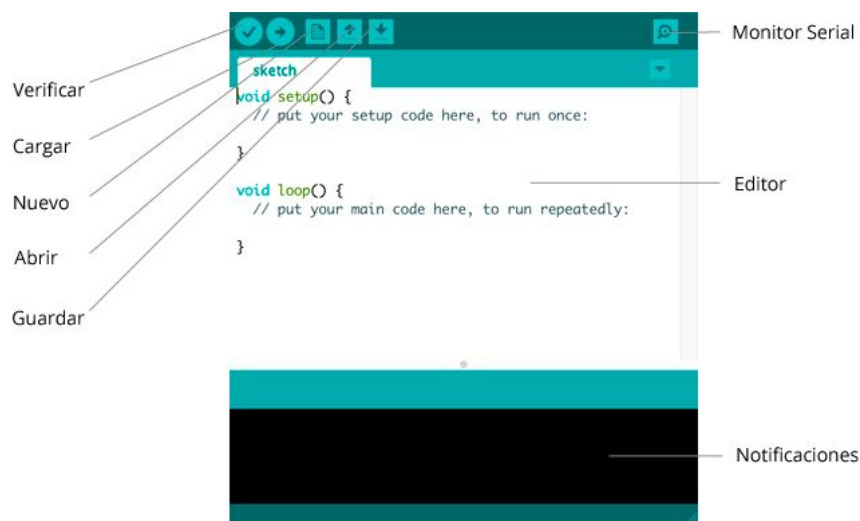 Monitor Serial
sketch
Verificar
void setup() {
// put your setup code here, to run once:
Cargar
}
Editor
void loop() {
Nuevo
// put your main code here, to run repeatedly:
Abrir
}
Guardar
Notificaciones